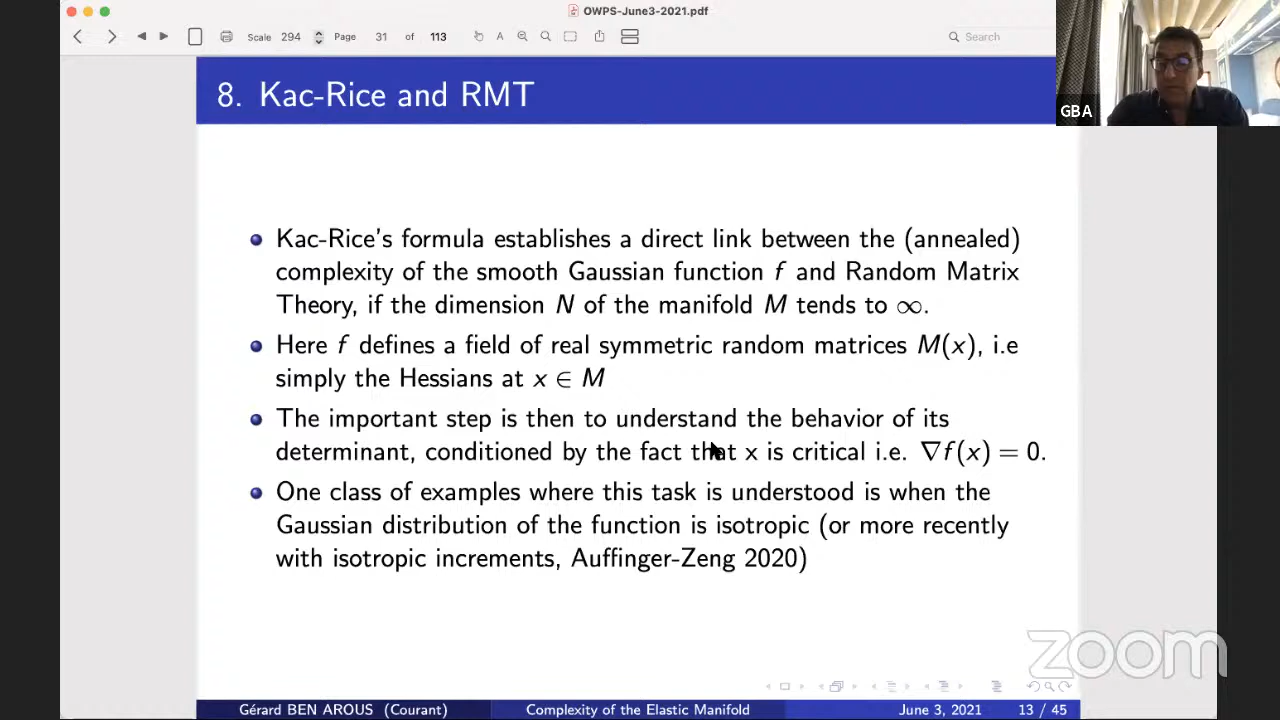 OWPS-June3-2021.pdf
Scale 294 Page 31 of 113 Search
GBA
8. Kac-Rice and RMT
Kac-Rice's formula establishes a direct link between the (annealed)
complexity of the smooth Gaussian function f and Random Matrix
Theory, if the dimension N of the manifold M tends to ∞.
Here f defines a field of real symmetric random matrices M(x), i.e
simply the Hessians at x ∈ M
The important step is then to understand the behavior of its
determinant, conditioned by the fact that x is critical i.e. ∇f(x) = 0.
One class of examples where this task is understood is when the
Gaussian distribution of the function is isotropic (or more recently
with isotropic increments, Auffinger-Zeng 2020)
zoom
Gérard BEN AROUS (Courant) Complexity of the Elastic Manifold June 3, 2021 13 / 45